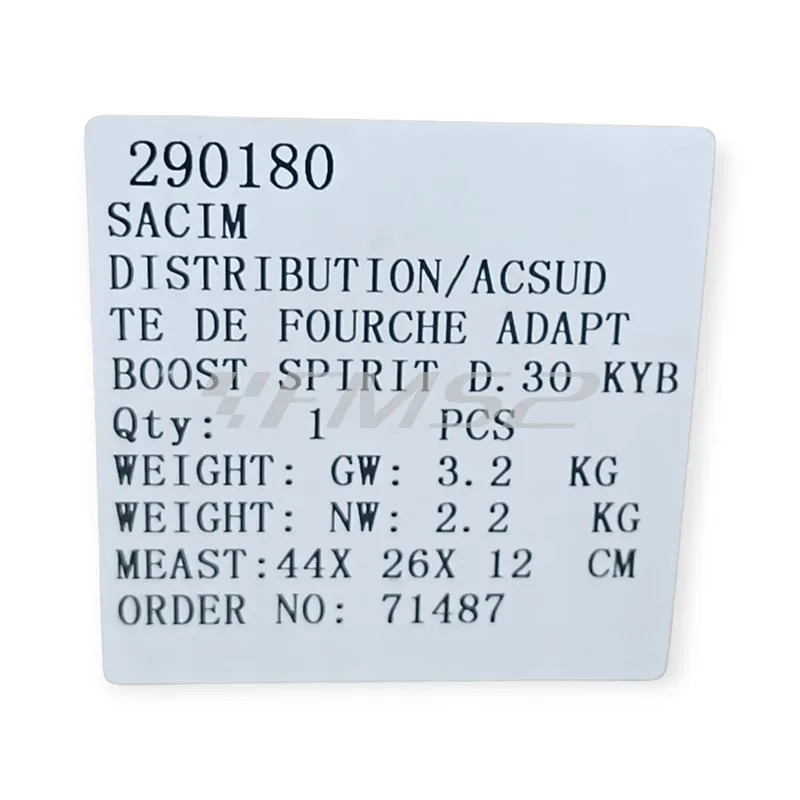 290180
SACIM
DISTRIBUTION/ACSUD
TE DE FOURCHE ADAPT
BOOST SPIRIT D.30 KYB
FMS2
Qty: 1 PCS
WEIGHT: GW: 3.2 KG
WEIGHT: NW: 2.2 KG
MEAST:44X 26X 12 CM
ORDER NO: 71487